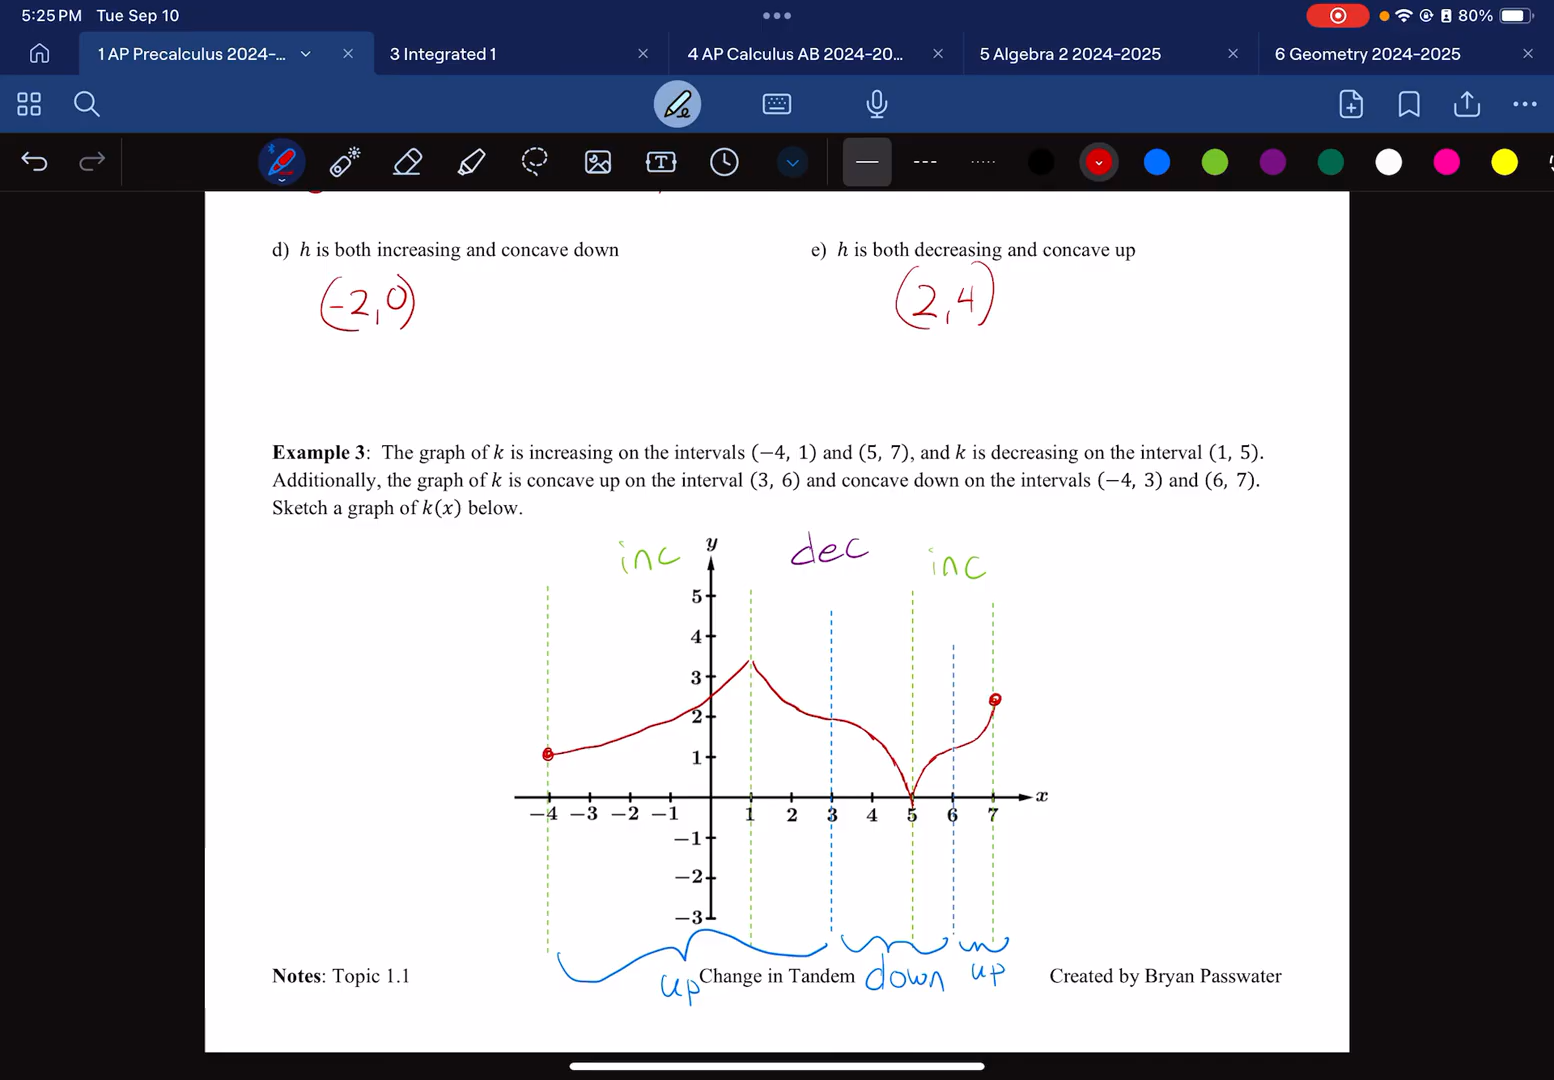 5:25 PM Tue Sep 10
80%
1 AP Precalculus 2024-...
3 Integrated 1
4 AP Calculus AB 2024-20...
5 Algebra 2 2024-2025
6 Geometry 2024-2025
d) h is both increasing and concave down
e) h is both decreasing and concave up
(-2,0)
(2,4)
Example 3: The graph of k is increasing on the intervals (−4, 1) and (5, 7), and k is decreasing on the interval (1, 5).
Additionally, the graph of k is concave up on the interval (3, 6) and concave down on the intervals (−4, 3) and (6, 7).
Sketch a graph of k(x) below.
inc
y
dec
inc
5
4
3
2
1
x
−4 −3 −2 −1 1 2 3 4 5 6 7
−1
−2
−3
up
down
up
Notes: Topic 1.1
Change in Tandem
Created by Bryan Passwater